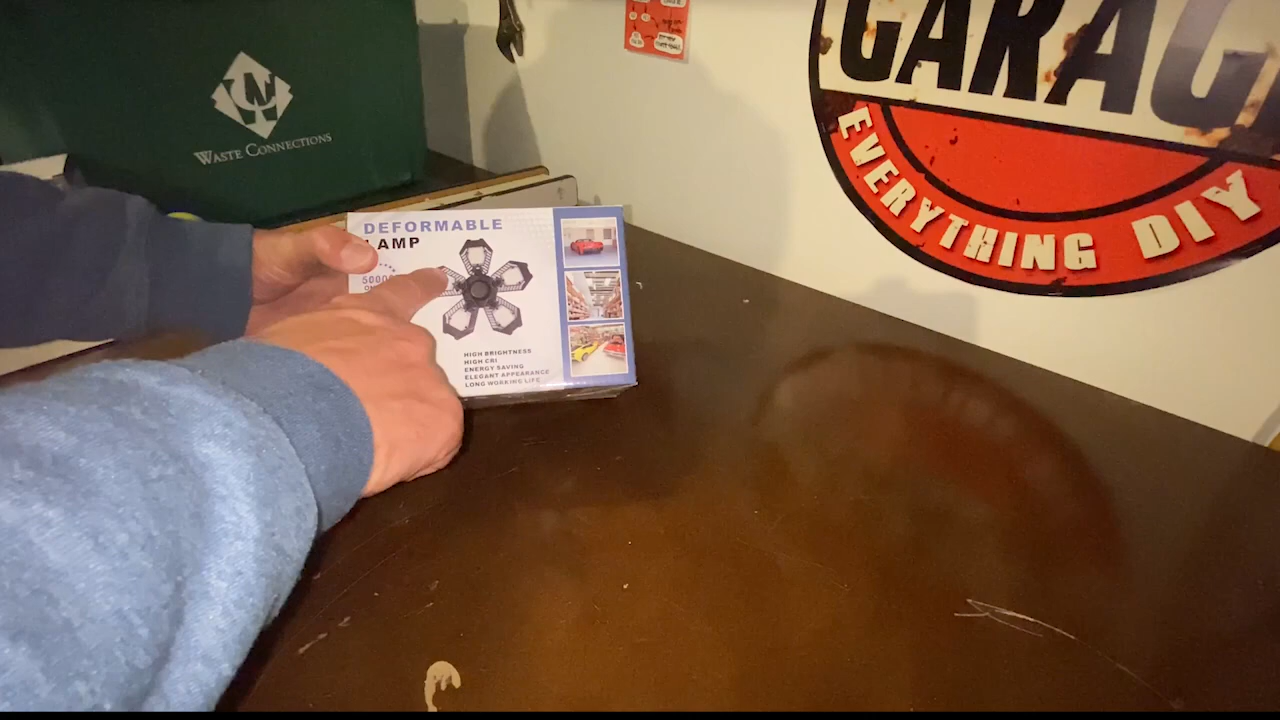 WASTE CONNECTIONS
GARAG
EVERYTHING DIY
DEFORMABLE
LAMP
HIGH BRIGHTNESS
HIGH CRI
ENERGY SAVING
ELEGANT APPEARANCE
LONG WORKING LIFE